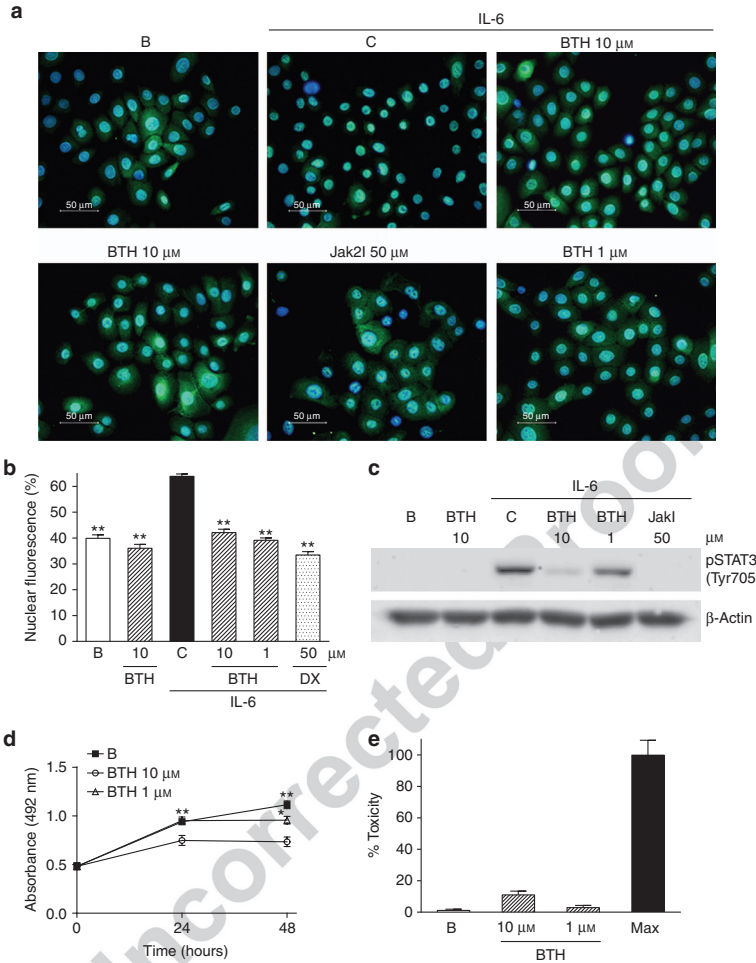 a
IL-6
B
C
BTH 10 μM
50 μm
50 μm
50 μm
BTH 10 μM
Jak2I 50 μM
BTH 1 μM
50 μm
50 μm
50 μm
b
Nuclear fluorescence (%)
60
50
40
30
20
10
0
**
**
**
**
**
B
10
C
10
1
50
μM
BTH
BTH
DX
IL-6
c
IL-6
B
BTH
C
BTH
BTH
JakI
10
10
1
50
μM
pSTAT3
(Tyr705
β-Actin
d
B
BTH 10 μM
BTH 1 μM
Absorbance (492 nm)
1.5
1.0
0.5
0.0
**
**
*
0
24
48
Time (hours)
e
% Toxicity
100
80
60
40
20
0
B
10 μM
1 μM
Max
BTH
incorrected proof